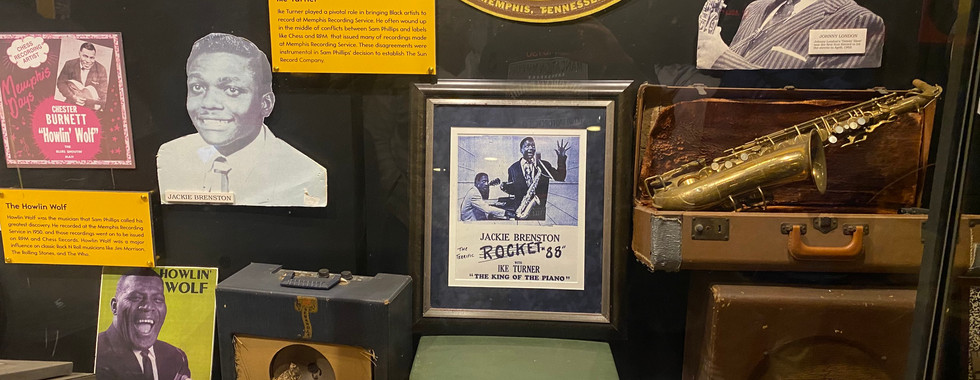 Ike Turner
Ike Turner played a pivotal role in bringing Black artists to
record at Memphis Recording Service. He often wound up
in the middle of conflicts between Sam Phillips and labels
like Chess and RPM that issued many of recordings made
at Memphis Recording Service. These disagreements were
instrumental in Sam Phillips' decision to establish The Sun
Record Company.
MEMPHIS, TENNESSEE
JOHNNY LONDON
CHESS
RECORDING
ARTIST
Memphis
Days
CHESTER
BURNETT
"Howlin' Wolf"
THE
BLUES SHOUTER
MAN
JACKIE BRENSTON
The Howlin Wolf
Howlin Wolf was the musician that Sam Phillips called his
greatest discovery. He recorded at the Memphis Recording
Service in 1950, and those recordings went on to be issued
on RPM and Chess Records. Howlin Wolf was a major
influence on classic Rock N Roll musicians like Jim Morrison,
The Rolling Stones, and The Who.
HOWLIN'
WOLF
JACKIE BRENSTON
THE
TERRIFIC
ROCKET "88"
WITH
IKE TURNER
"THE KING OF THE PIANO"